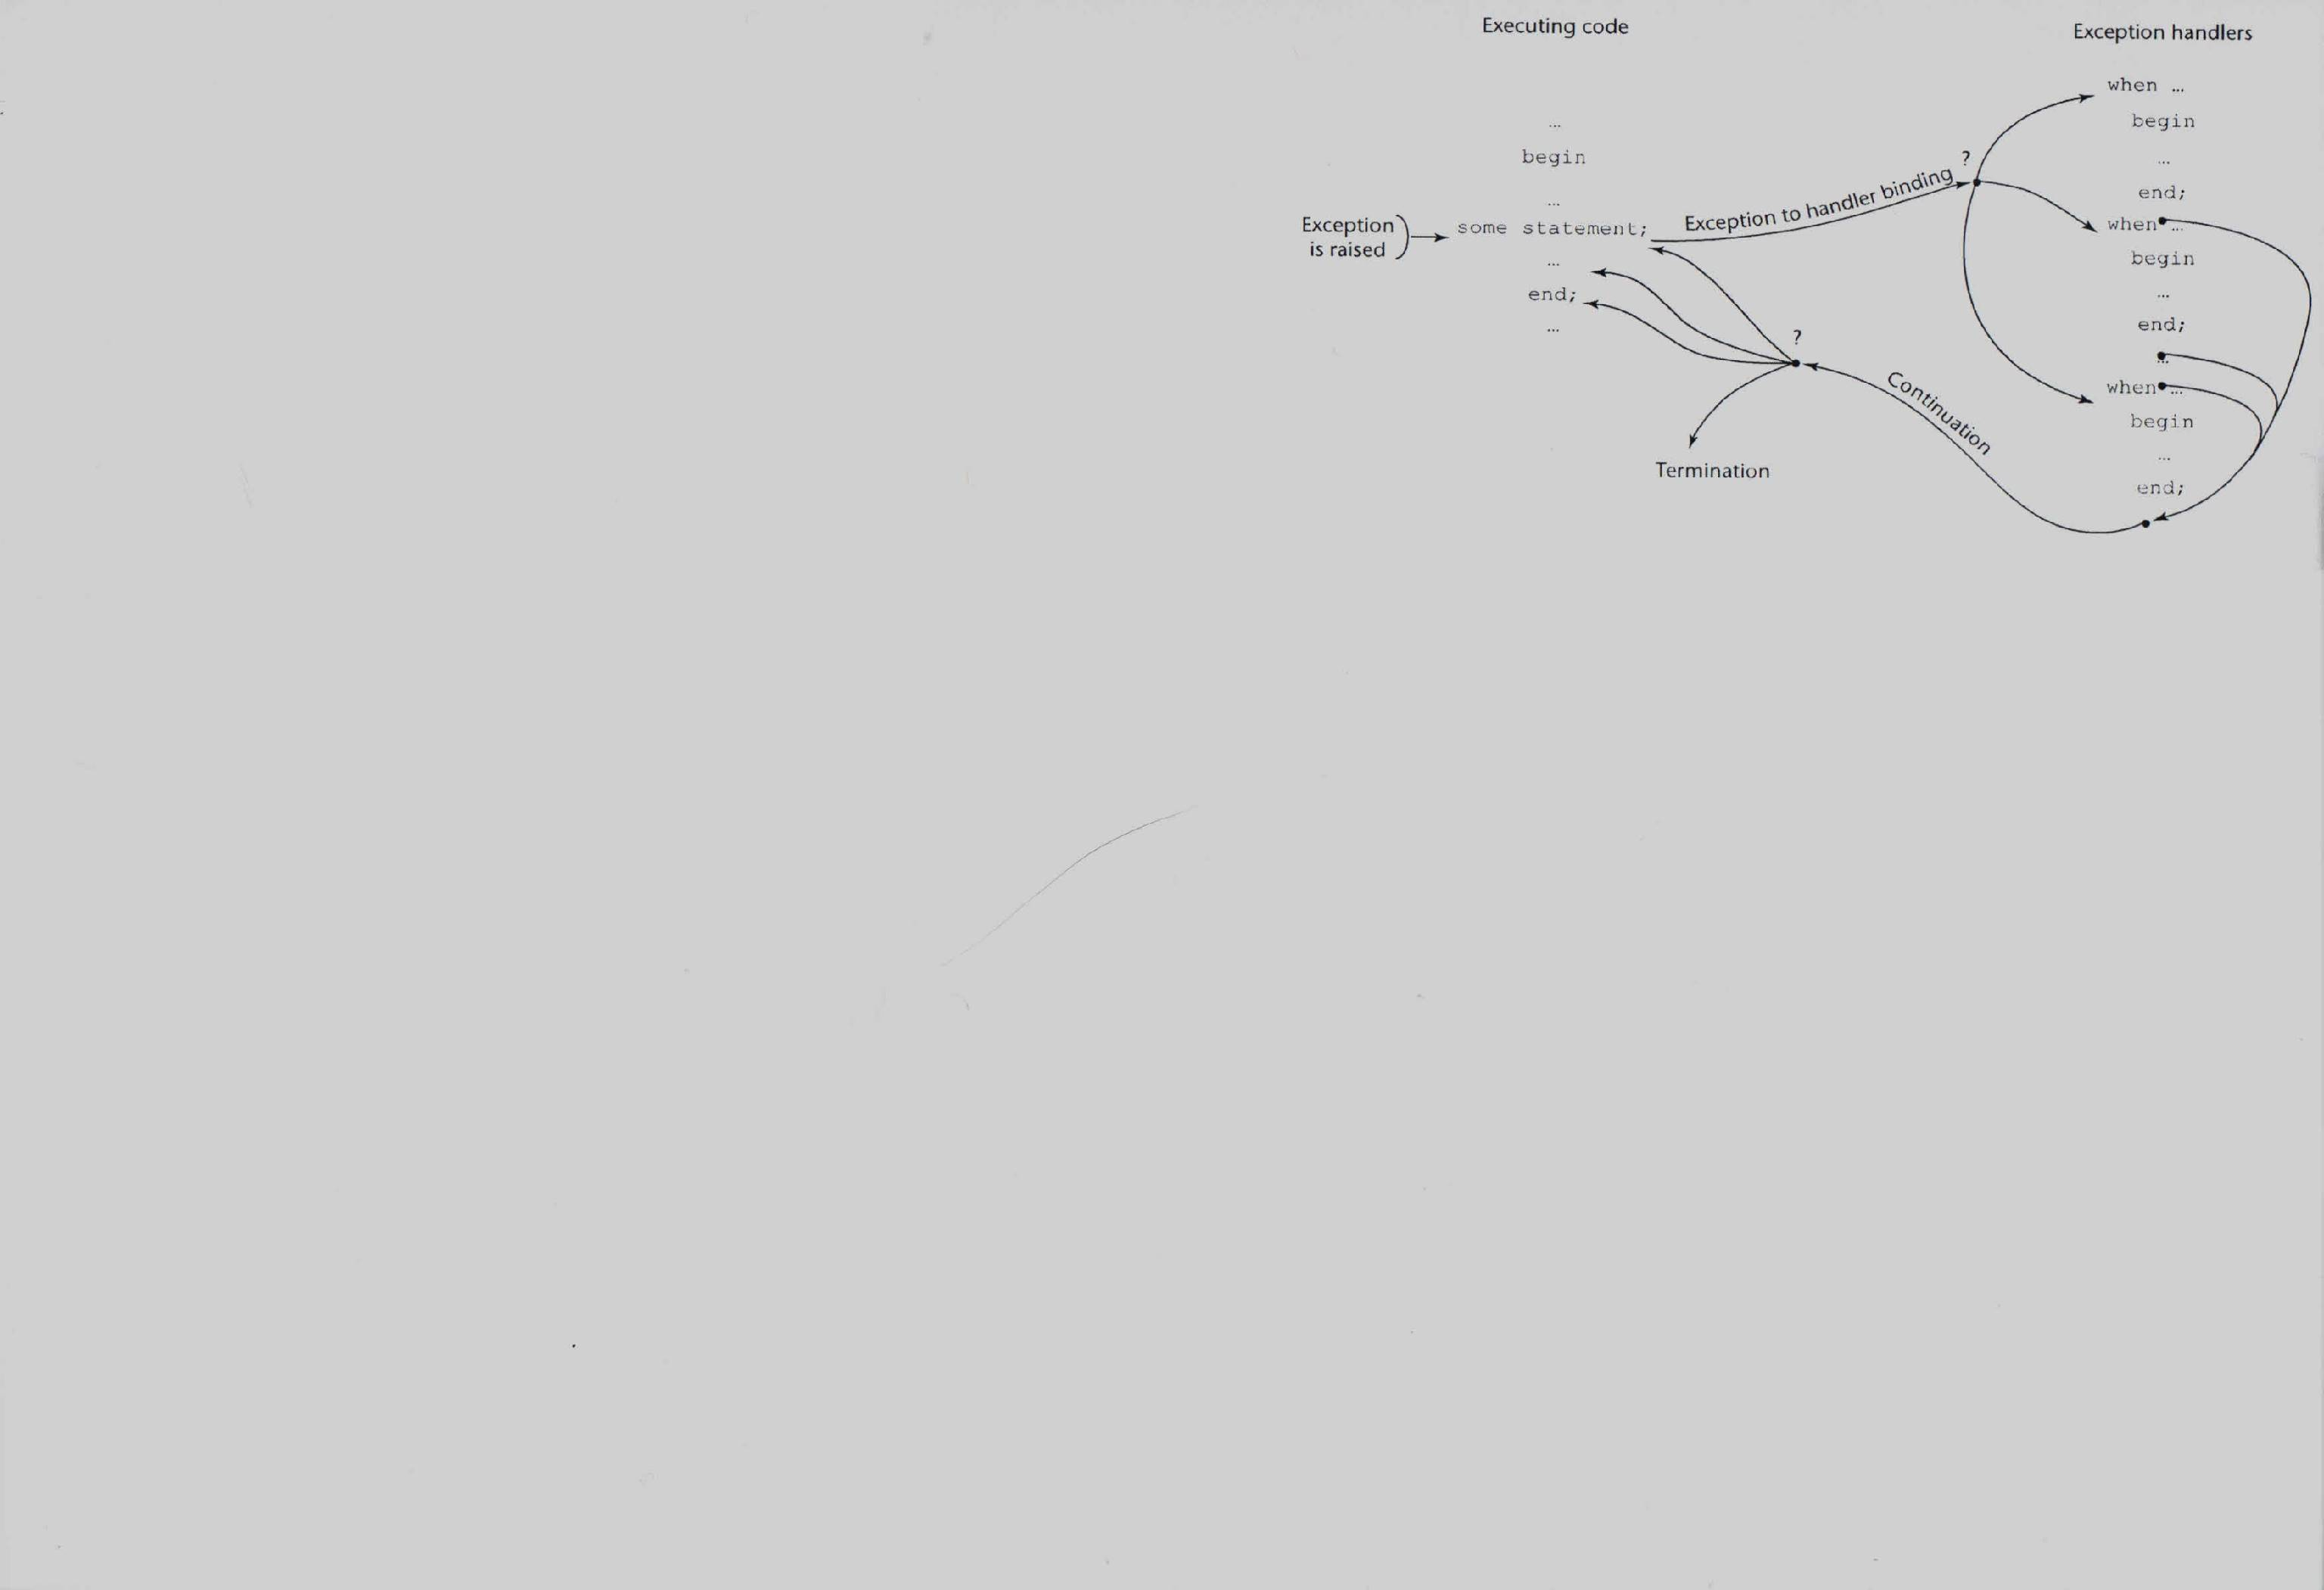 Executing code
Exception handlers
...
begin
...
Exception
is raised
some statement;
...
end;
...
Exception to handler binding
?
when ...
begin
...
end;
when ...
begin
...
end;
...
when ...
begin
...
end;
?
Continuation
Termination